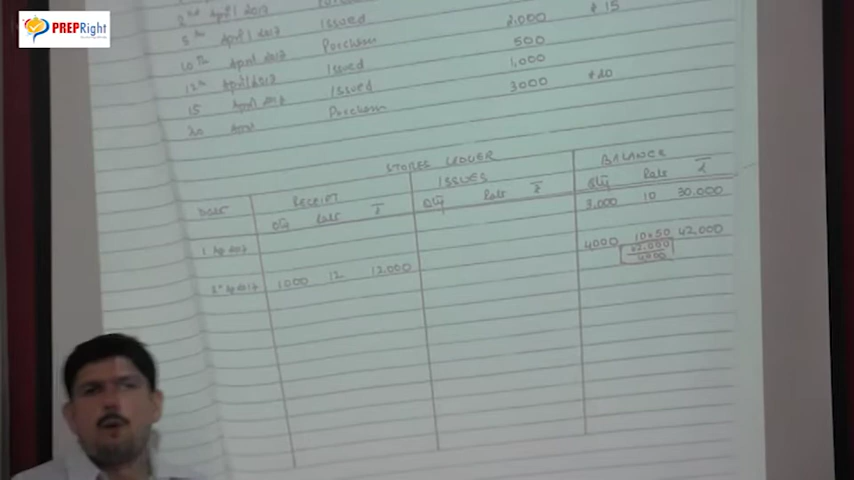 PREPRight
2nd April 2017
5th April 2017 Issued 2,000 15
10th April 2017 Purchase 500
12th April 2017 Issued 1,000
15 April 2017 Issued 3000 20
20 April Purchase
STORES LEDGER
DATE RECEIPT ISSUES BALANCE
Qty Rate ₹ Qty Rate ₹ Qty Rate ₹
1 Ap 2017 3,000 10 30,000
2nd Ap 2017 1000 12 12,000 4000 10.50 42,000
42,000
4000